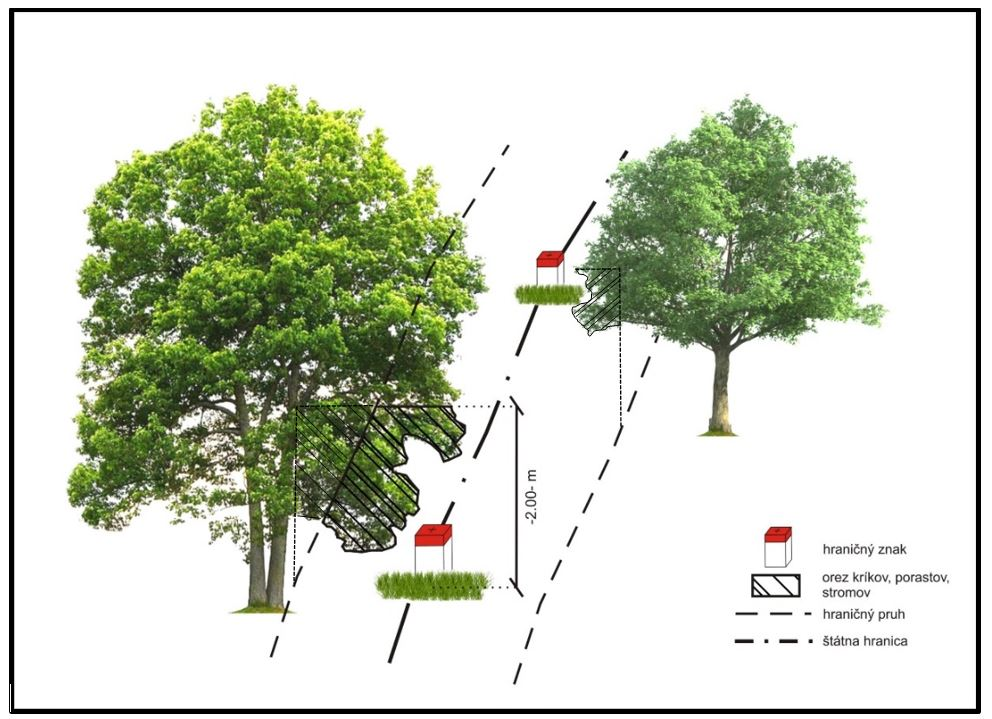 -2.00- m
hraničný znak
orez kríkov, porastov,
stromov
hraničný pruh
štátna hranica